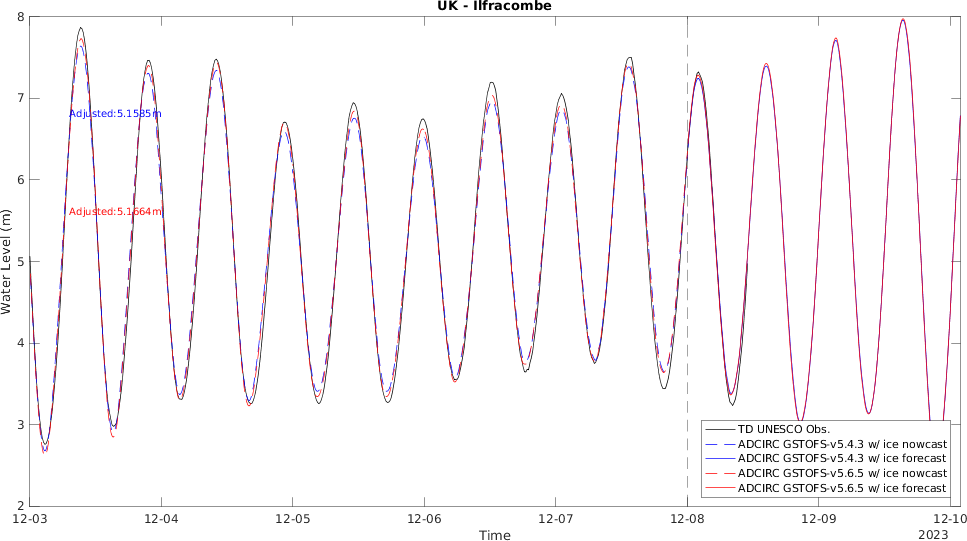 UK - Ilfracombe
8
7
6
5
4
3
2
Water Level (m)
Adjusted:5.1585m
Adjusted:5.1664m
TD UNESCO Obs.
ADCIRC GSTOFS-v5.4.3 w/ ice nowcast
ADCIRC GSTOFS-v5.4.3 w/ ice forecast
ADCIRC GSTOFS-v5.6.5 w/ ice nowcast
ADCIRC GSTOFS-v5.6.5 w/ ice forecast
12-03 12-04 12-05 12-06 12-07 12-08 12-09 12-10
Time
2023